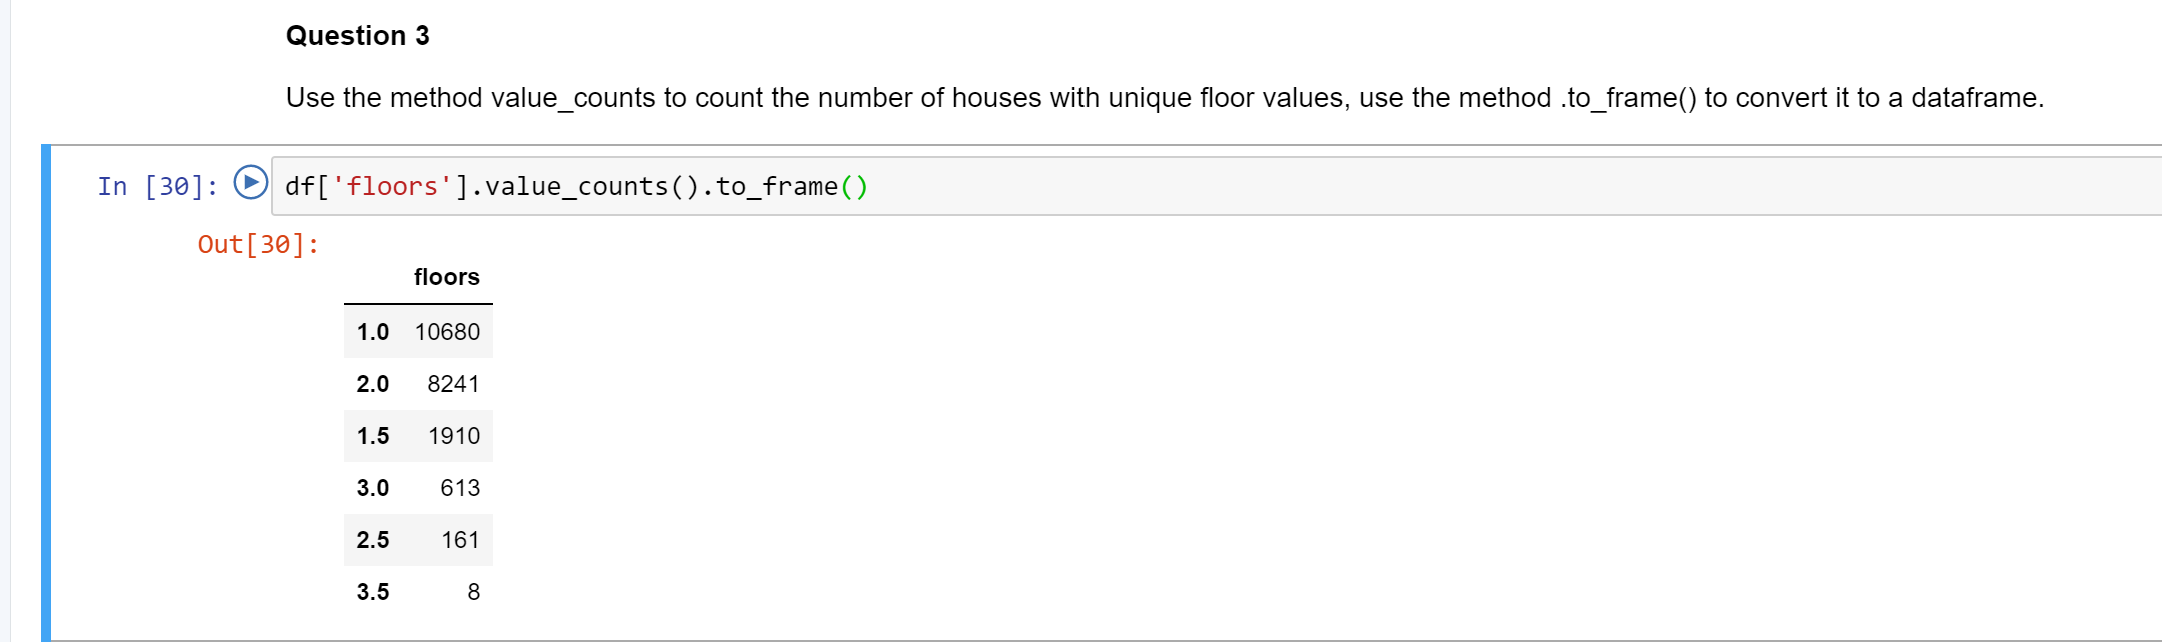 Question 3
Use the method value_counts to count the number of houses with unique floor values, use the method .to_frame() to convert it to a dataframe.
In [30]: df['floors'].value_counts().to_frame()
Out[30]:
floors
1.0 10680
2.0 8241
1.5 1910
3.0 613
2.5 161
3.5 8